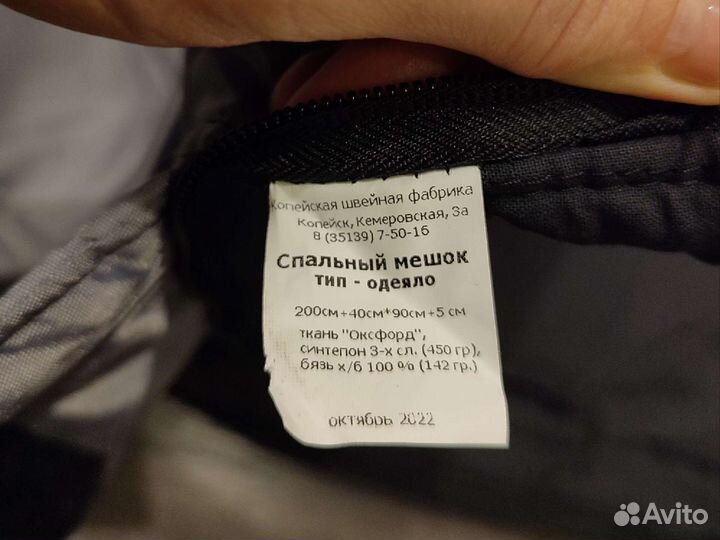 Копейская швейная фабрика
Копейск, Кемеровская, 3а
8 (35139) 7-50-16
Спальный мешок
тип - одеяло
200см+40см*90см+5 см
ткань "Оксфорд",
синтепон 3-х сл. (450 гр),
бязь х/б 100 % (142 гр.)
октябрь 2022
Avito